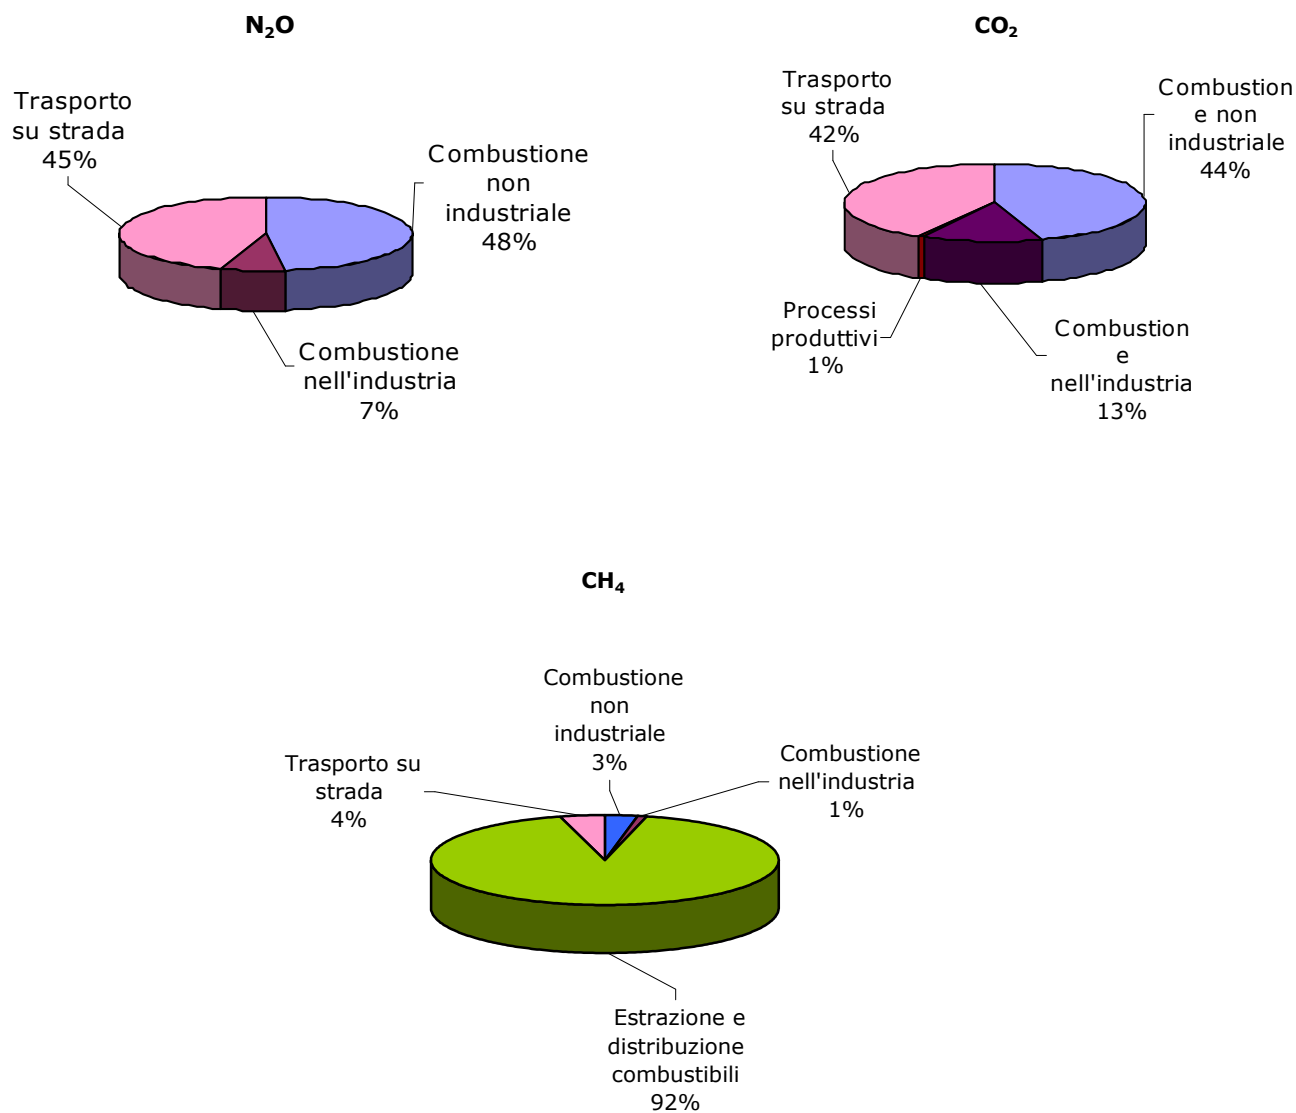 N₂O
Trasporto
su strada
45%
Combustione
non
industriale
48%
Combustione
nell'industria
7%
CO₂
Trasporto
su strada
42%
Combustion
e non
industriale
44%
Processi
produttivi
1%
Combustion
e
nell'industria
13%
CH₄
Combustione
non
industriale
3%
Trasporto su
strada
4%
Combustione
nell'industria
1%
Estrazione e
distribuzione
combustibili
92%